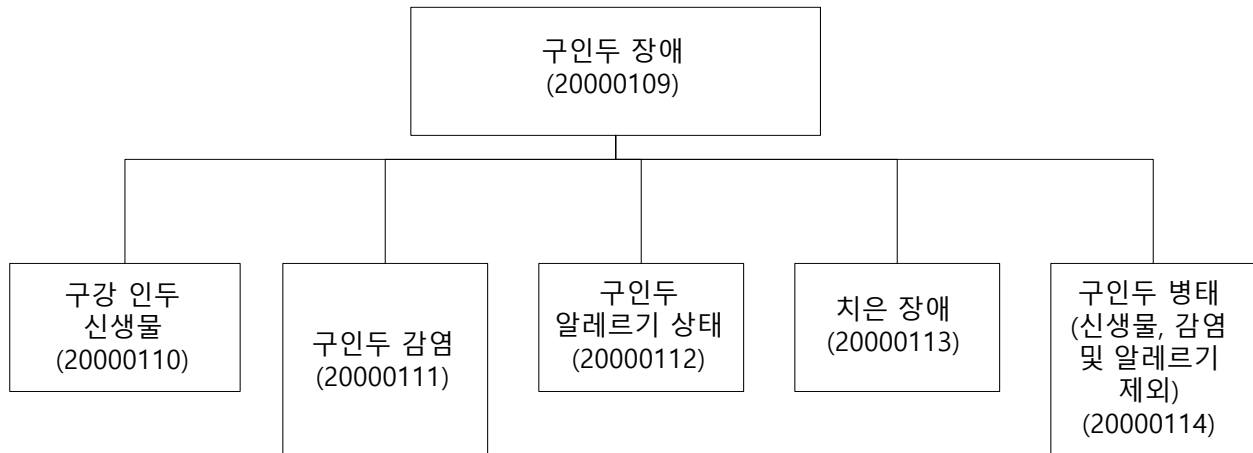 구인두 장애
(20000109)
구강 인두
신생물
(20000110)
구인두 감염
(20000111)
구인두
알레르기 상태
(20000112)
치은 장애
(20000113)
구인두 병태
(신생물, 감염
및 알레르기
제외)
(20000114)